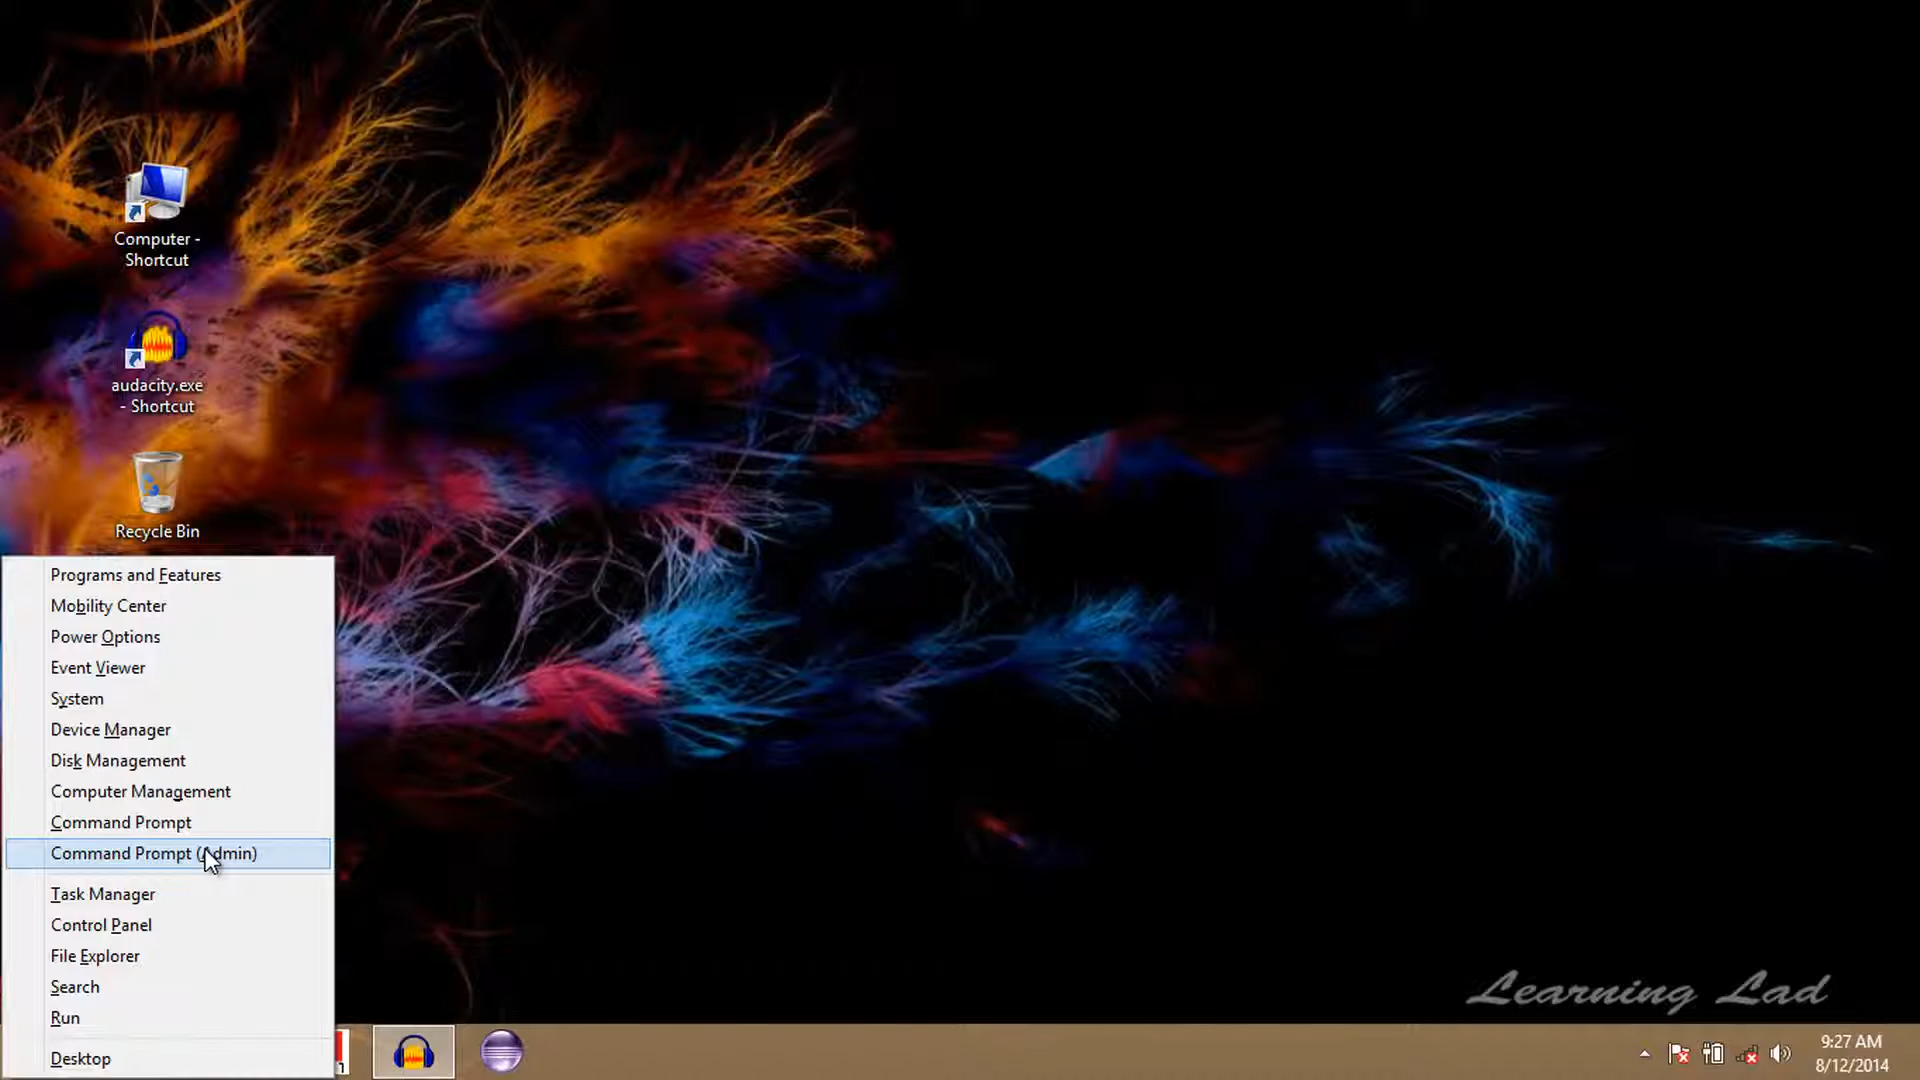 Computer -
Shortcut
audacity.exe
- Shortcut
Recycle Bin
Programs and Features
Mobility Center
Power Options
Event Viewer
System
Device Manager
Disk Management
Computer Management
Command Prompt
Command Prompt (Admin)
Task Manager
Control Panel
File Explorer
Search
Run
Desktop
Learning Lad
9:27 AM
8/12/2014